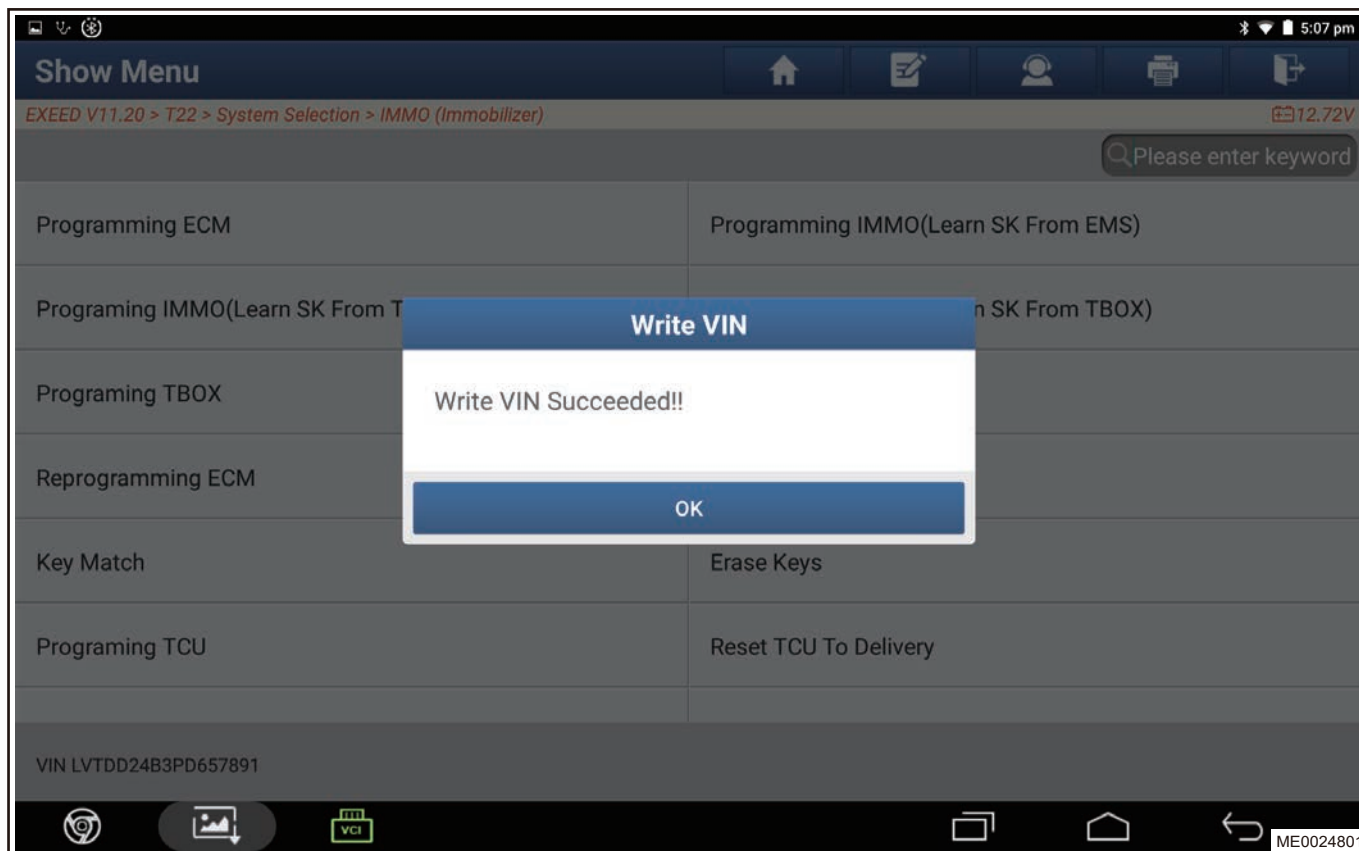 5:07 pm
Show Menu
EXEED V11.20 > T22 > System Selection > IMMO (Immobilizer)
12.72V
Please enter keyword
Programming ECM
Programming IMMO(Learn SK From EMS)
Programing IMMO(Learn SK From T
n SK From TBOX)
Write VIN
Programing TBOX
Write VIN Succeeded!!
Reprogramming ECM
OK
Key Match
Erase Keys
Programing TCU
Reset TCU To Delivery
VIN LVTDD24B3PD657891
VCI
ME0024801